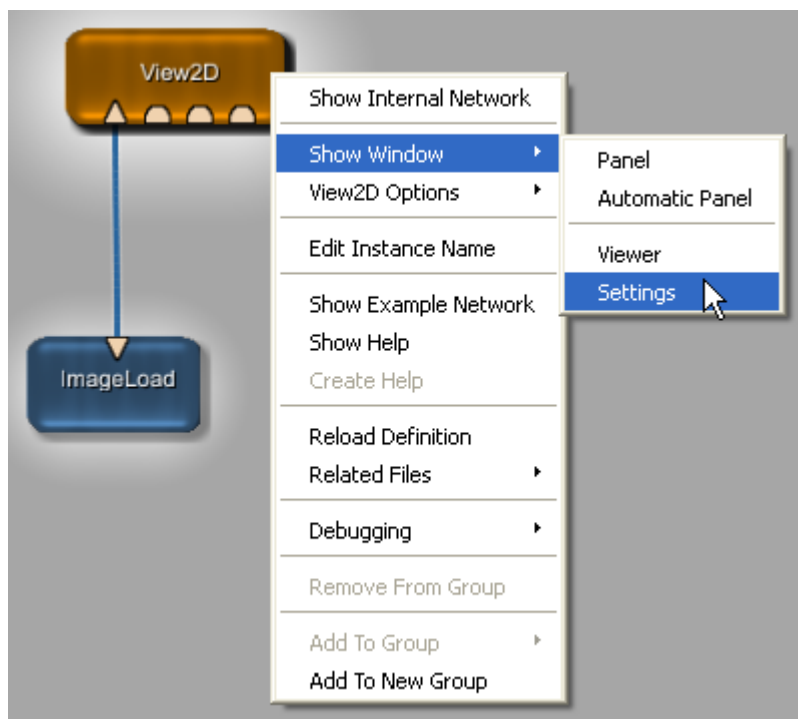 View2D
ImageLoad
Show Internal Network
Show Window
View2D Options
Edit Instance Name
Show Example Network
Show Help
Create Help
Reload Definition
Related Files
Debugging
Remove From Group
Add To Group
Add To New Group
Panel
Automatic Panel
Viewer
Settings